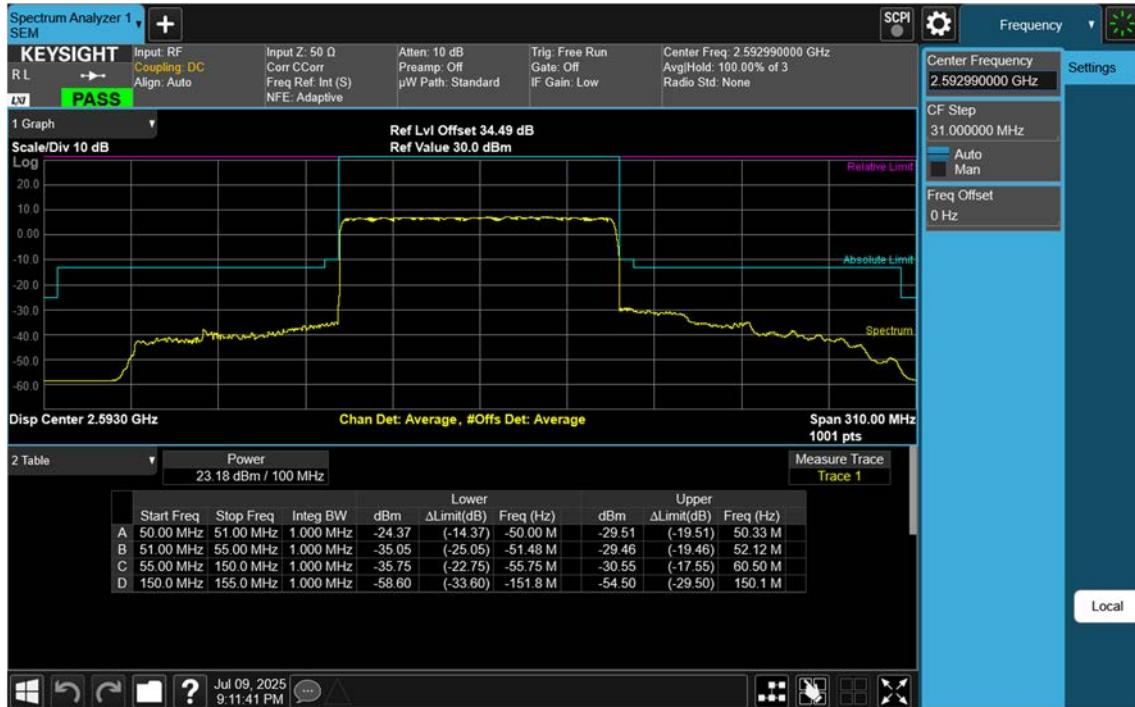 Spectrum Analyzer 1
SEM
SCPI
Frequency
KEYSIGHT
R L
LXI
PASS
Input: RF
Coupling: DC
Align: Auto
Input Z: 50 Ω
Corr CCorr
Freq Ref: Int (S)
NFE: Adaptive
Atten: 10 dB
Preamp: Off
µW Path: Standard
Trig: Free Run
Gate: Off
IF Gain: Low
Center Freq: 2.592990000 GHz
Avg|Hold: 100.00% of 3
Radio Std: None
Center Frequency
2.592990000 GHz
Settings
CF Step
31.000000 MHz
Auto
Man
Freq Offset
0 Hz
1 Graph
Scale/Div 10 dB
Ref Lvl Offset 34.49 dB
Ref Value 30.0 dBm
Log
Relative Limit
20.0
10.0
0.00
-10.0
Absolute Limit
-20.0
-30.0
-40.0
Spectrum
-50.0
-60.0
Disp Center 2.5930 GHz
Chan Det: Average, #Offs Det: Average
Span 310.00 MHz
1001 pts
2 Table
Power
23.18 dBm / 100 MHz
Measure Trace
Trace 1
Lower Upper
Start Freq Stop Freq Integ BW dBm ΔLimit(dB) Freq (Hz) dBm ΔLimit(dB) Freq (Hz)
A 50.00 MHz 51.00 MHz 1.000 MHz -24.37 (-14.37) -50.00 M -29.51 (-19.51) 50.33 M
B 51.00 MHz 55.00 MHz 1.000 MHz -35.05 (-25.05) -51.48 M -29.46 (-19.46) 52.12 M
C 55.00 MHz 150.0 MHz 1.000 MHz -35.75 (-22.75) -55.75 M -30.55 (-17.55) 60.50 M
D 150.0 MHz 155.0 MHz 1.000 MHz -58.60 (-33.60) -151.8 M -54.50 (-29.50) 150.1 M
Local
?
Jul 09, 2025
9:11:41 PM